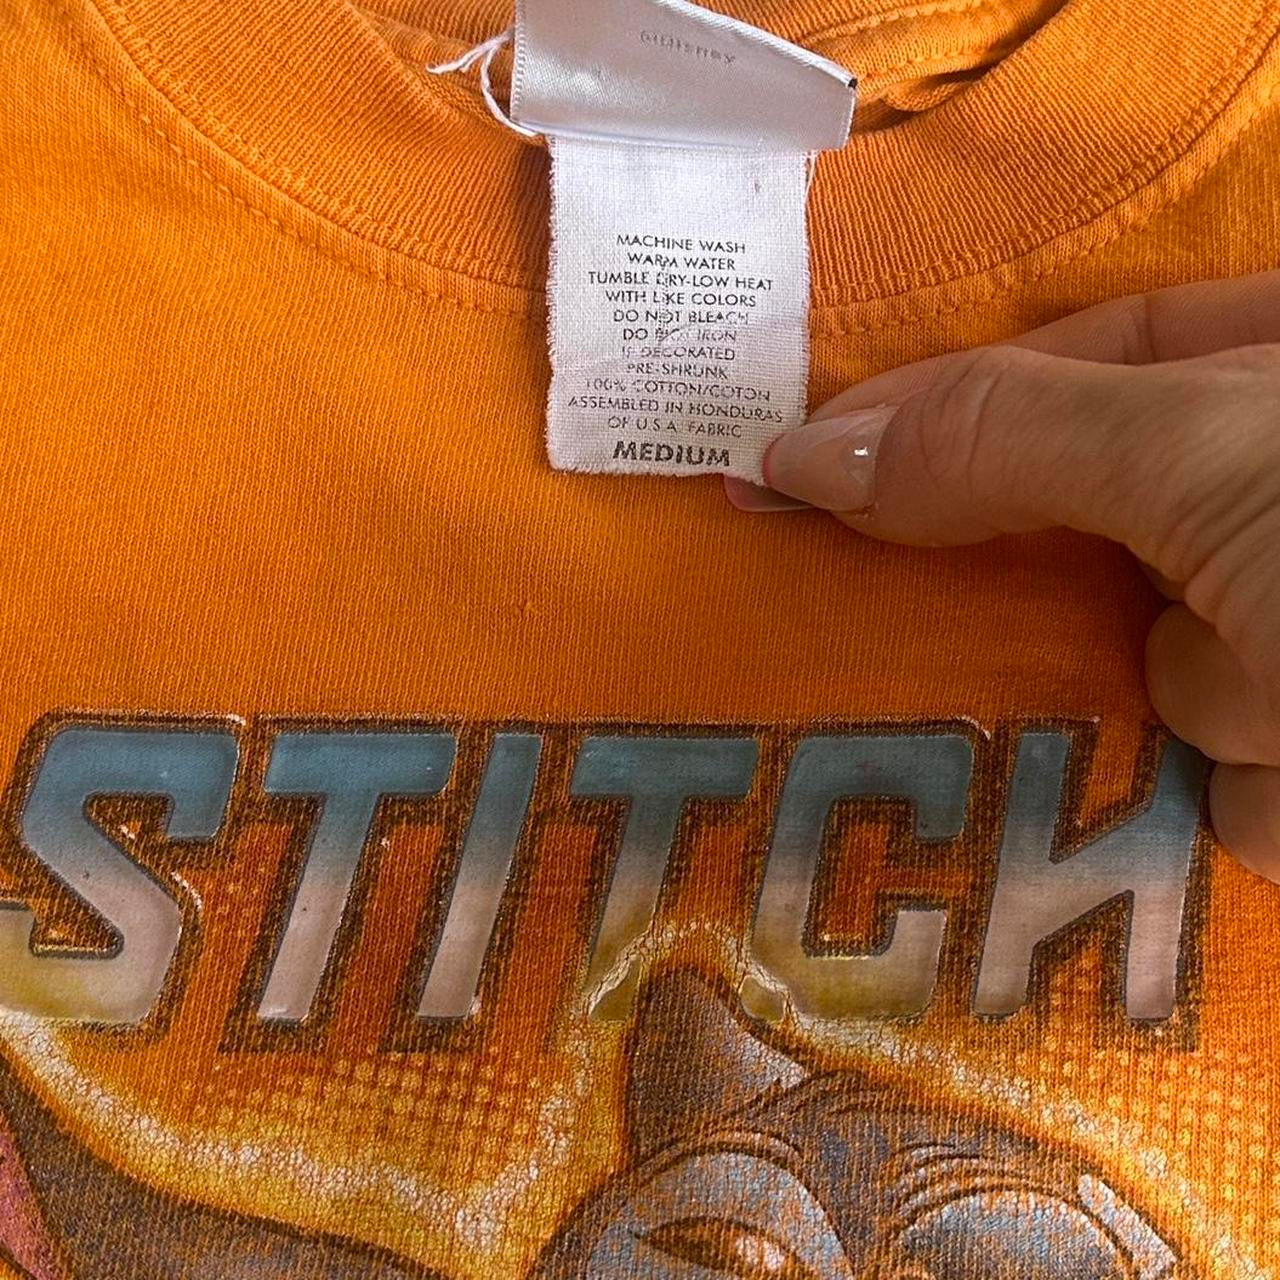 ©Disney
MACHINE WASH
WARM WATER
TUMBLE DRY-LOW HEAT
WITH LIKE COLORS
DO NOT BLEACH
DO NOT IRON
IF DECORATED
PRE-SHRUNK
100% COTTON/COTON
ASSEMBLED IN HONDURAS
OF U.S.A. FABRIC
MEDIUM
STITCH